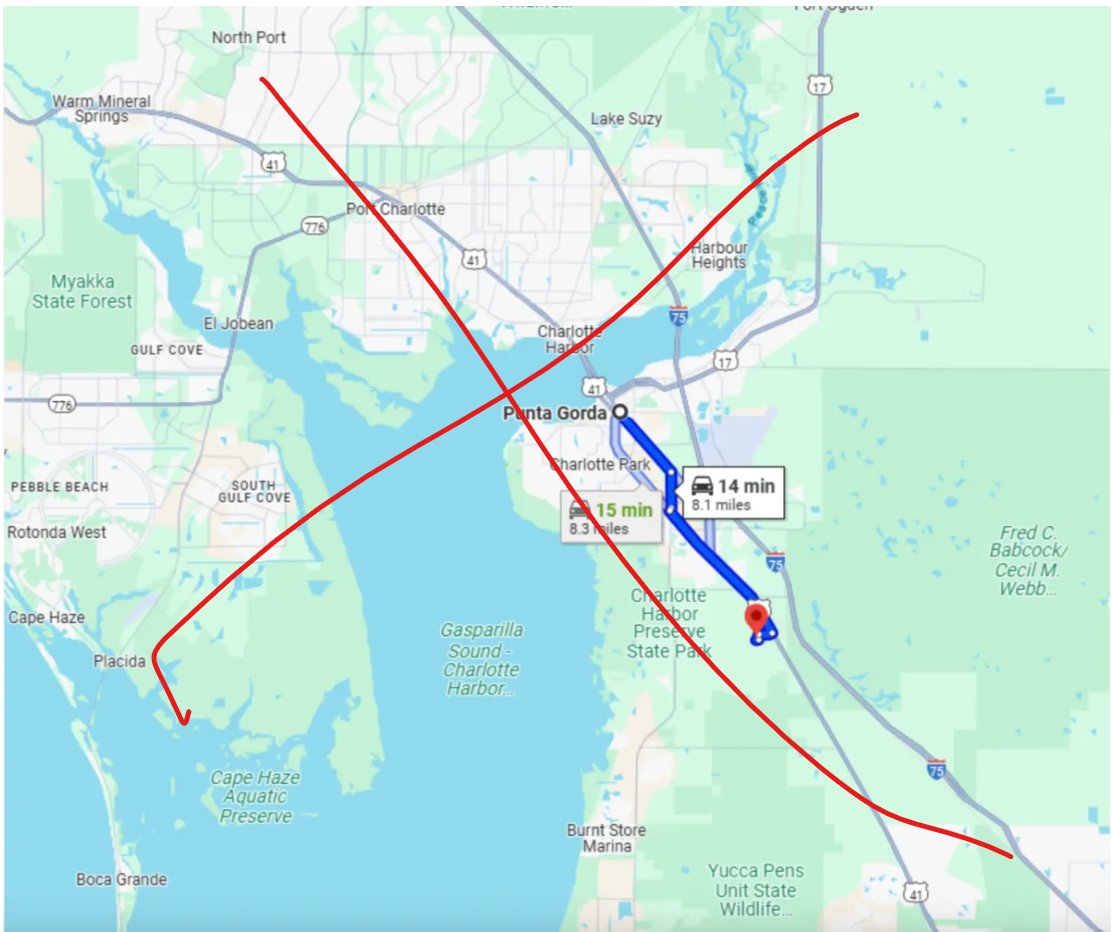 North Port
17
Warm Mineral
Springs
Lake Suzy
41
Port Charlotte
776
Peace
Harbour
Heights
41
Myakka
State Forest
El Jobean
75
GULF COVE
Charlotte
Harbor
17
41
776
Punta Gorda
Charlotte Park
PEBBLE BEACH
SOUTH
GULF COVE
14 min
8.1 miles
15 min
8.3 miles
Rotonda West
Fred C.
Babcock/
Cecil M.
Webb...
75
Cape Haze
Charlotte
Harbor
Preserve
State Park
Gasparilla
Sound -
Charlotte
Harbor...
Placida
75
Cape Haze
Aquatic
Preserve
Burnt Store
Marina
Boca Grande
Yucca Pens
Unit State
Wildlife...
41